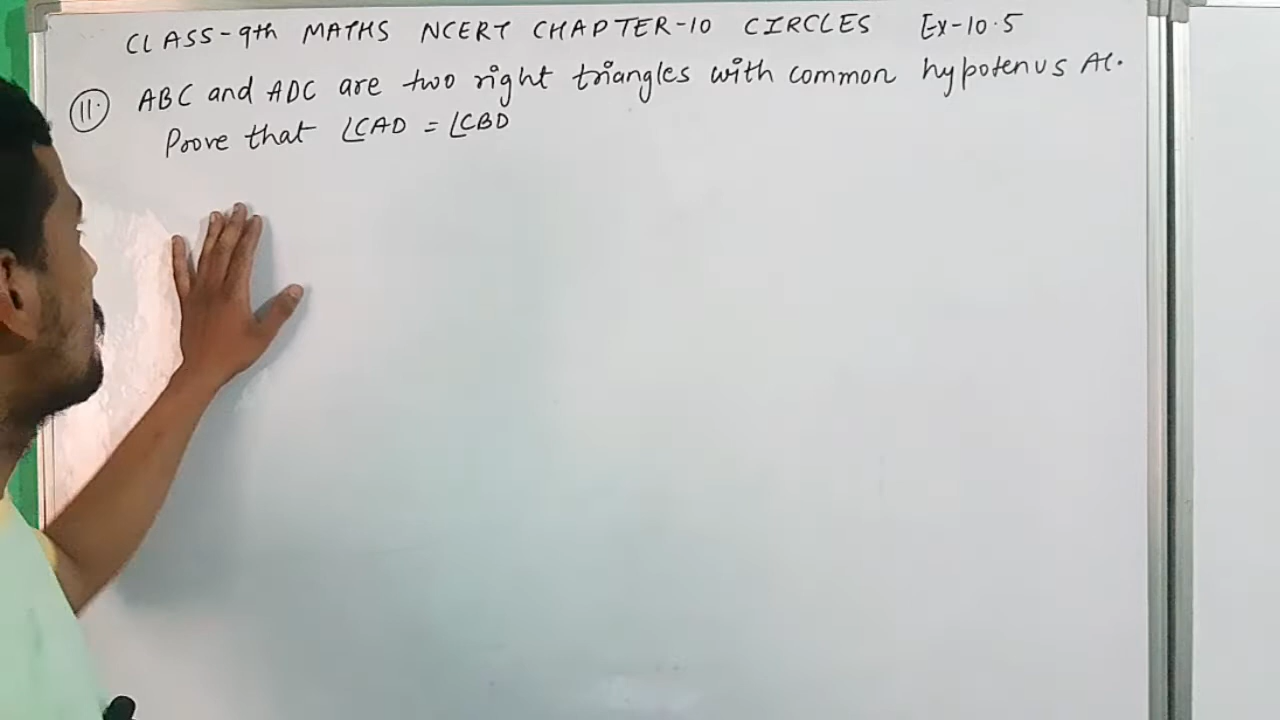 CLASS-9th MATHS NCERT CHAPTER-10 CIRCLES Ex-10.5
11. ABC and ADC are two right triangles with common hypotenus AC.
Prove that ∠CAD = ∠CBD